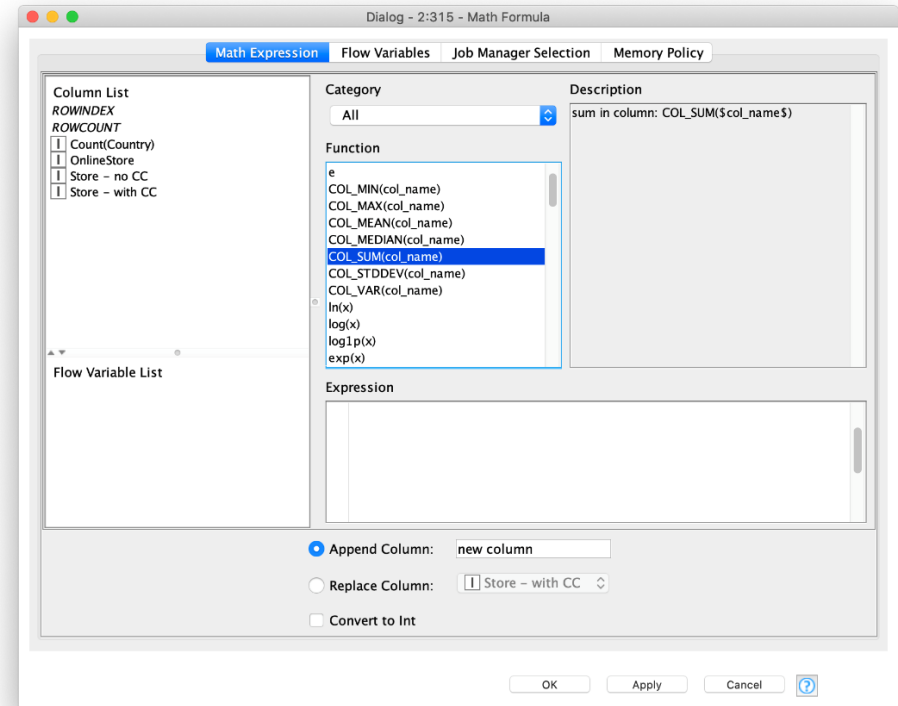 Dialog - 2:315 - Math Formula
Math Expression
Flow Variables
Job Manager Selection
Memory Policy
Column List
ROWINDEX
ROWCOUNT
I Count(Country)
I OnlineStore
I Store – no CC
I Store – with CC
Flow Variable List
Category
All
Function
e
COL_MIN(col_name)
COL_MAX(col_name)
COL_MEAN(col_name)
COL_MEDIAN(col_name)
COL_SUM(col_name)
COL_STDDEV(col_name)
COL_VAR(col_name)
ln(x)
log(x)
log1p(x)
exp(x)
Description
sum in column: COL_SUM($col_name$)
Expression
Append Column: new column
Replace Column: I Store – with CC
Convert to Int
OK
Apply
Cancel
?